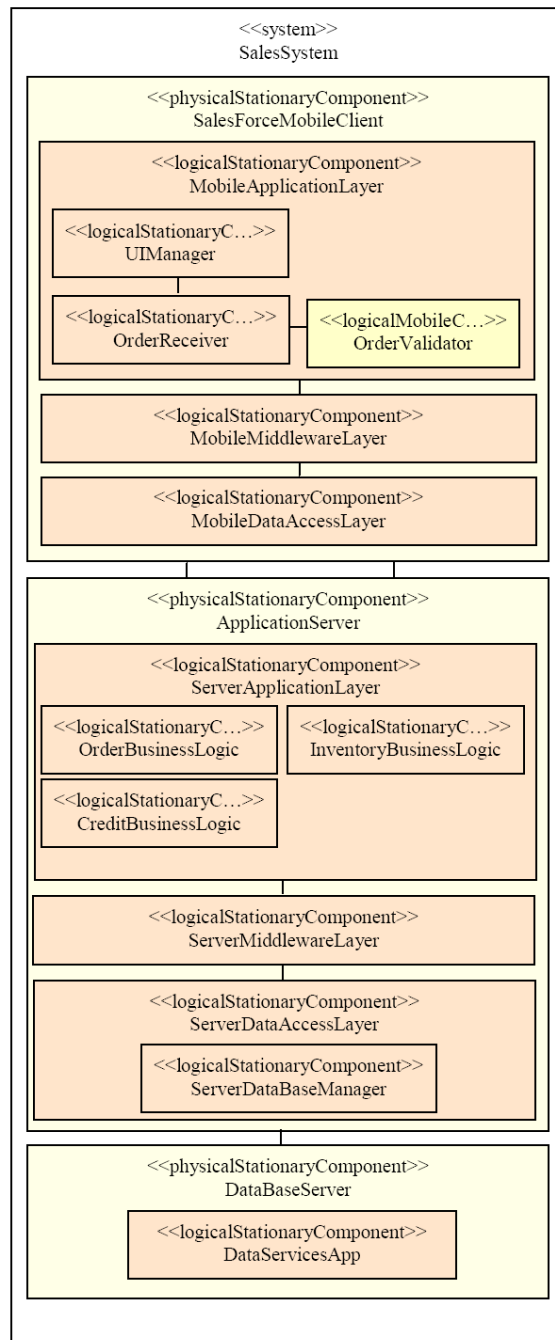 <<system>>
SalesSystem
<<physicalStationaryComponent>>
SalesForceMobileClient
<<logicalStationaryComponent>>
MobileApplicationLayer
<<logicalStationaryC…>>
UIManager
<<logicalStationaryC…>>
OrderReceiver
<<logicalMobileC…>>
OrderValidator
<<logicalStationaryComponent>>
MobileMiddlewareLayer
<<logicalStationaryComponent>>
MobileDataAccessLayer
<<physicalStationaryComponent>>
ApplicationServer
<<logicalStationaryComponent>>
ServerApplicationLayer
<<logicalStationaryC…>>
OrderBusinessLogic
<<logicalStationaryC…>>
InventoryBusinessLogic
<<logicalStationaryC…>>
CreditBusinessLogic
<<logicalStationaryComponent>>
ServerMiddlewareLayer
<<logicalStationaryComponent>>
ServerDataAccessLayer
<<logicalStationaryComponent>>
ServerDataBaseManager
<<physicalStationaryComponent>>
DataBaseServer
<<logicalStationaryComponent>>
DataServicesApp